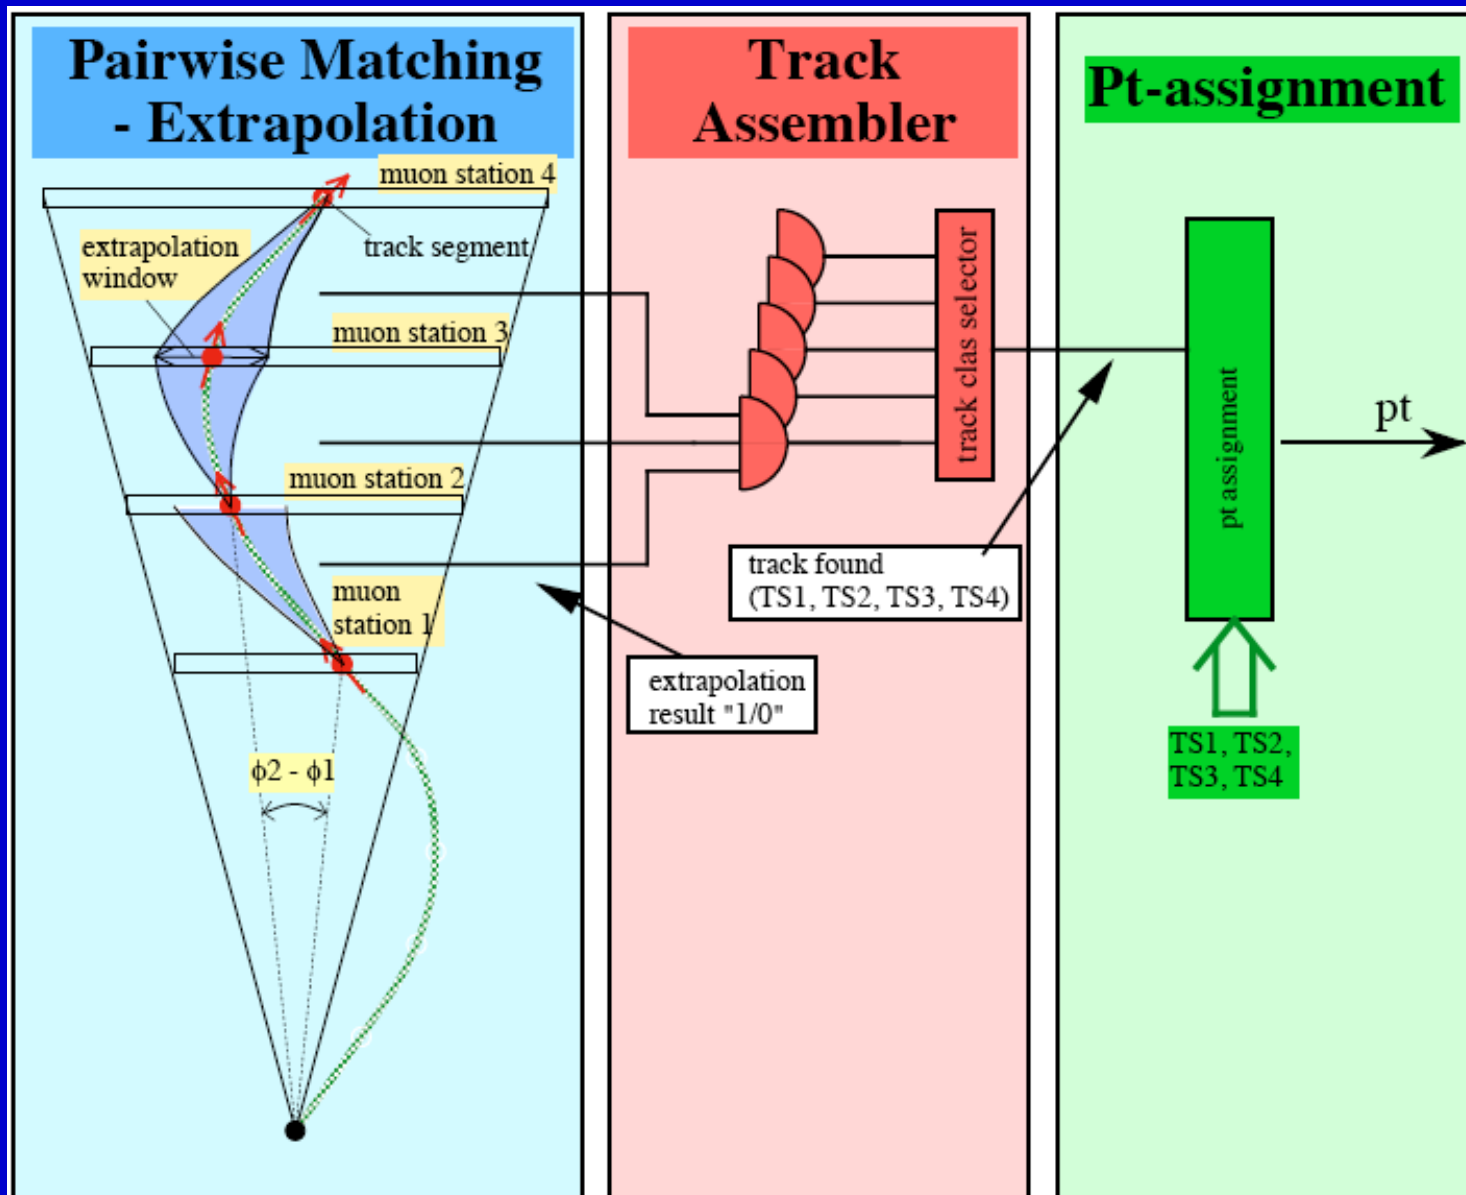 Pairwise Matching
- Extrapolation
muon station 4
extrapolation
window
track segment
muon station 3
muon station 2
muon
station 1
ϕ2 - ϕ1
Track
Assembler
track clas selector
track found
(TS1, TS2, TS3, TS4)
extrapolation
result "1/0"
Pt-assignment
pt assignment
pt
TS1, TS2,
TS3, TS4